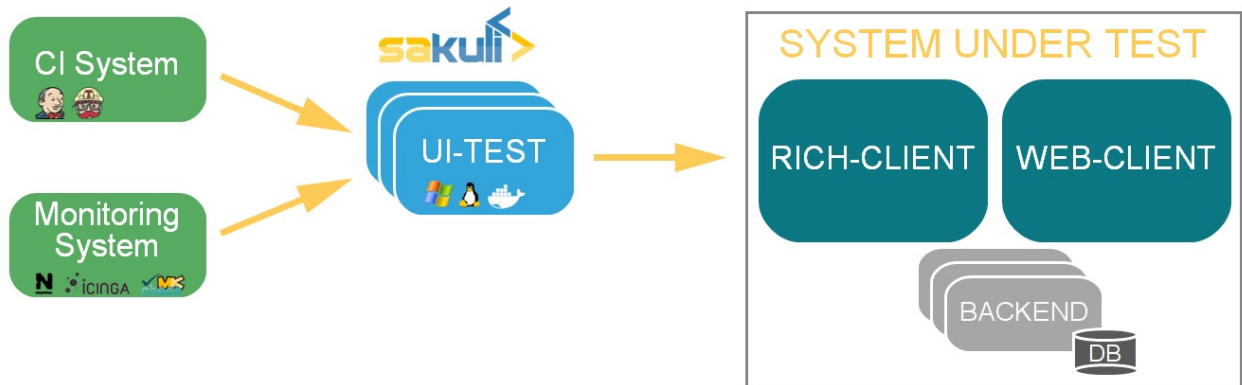 CI System
Monitoring
System
N
icinga
MK
sakuli
UI-TEST
SYSTEM UNDER TEST
RICH-CLIENT
WEB-CLIENT
BACKEND
DB